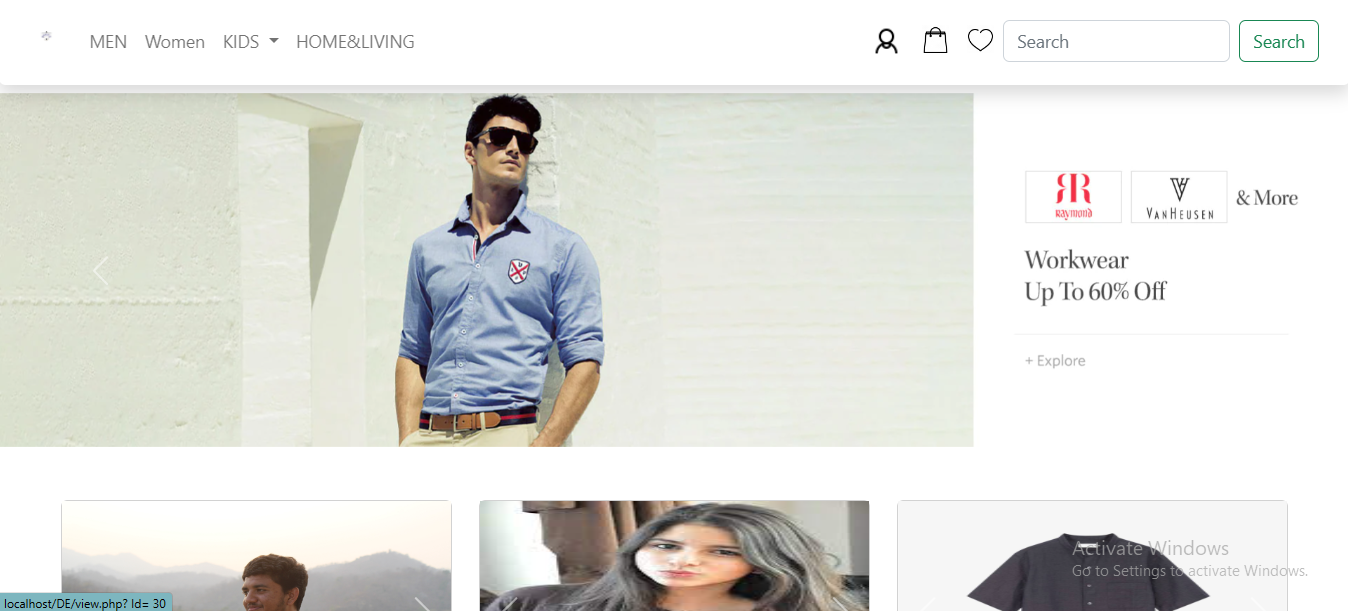 MEN Women KIDS HOME&LIVING Search Search
Raymond VANHEUSEN & More
Workwear
Up To 60% Off
+ Explore
Activate Windows
Go to Settings to activate Windows.
localhost/DE/view.php? Id= 30